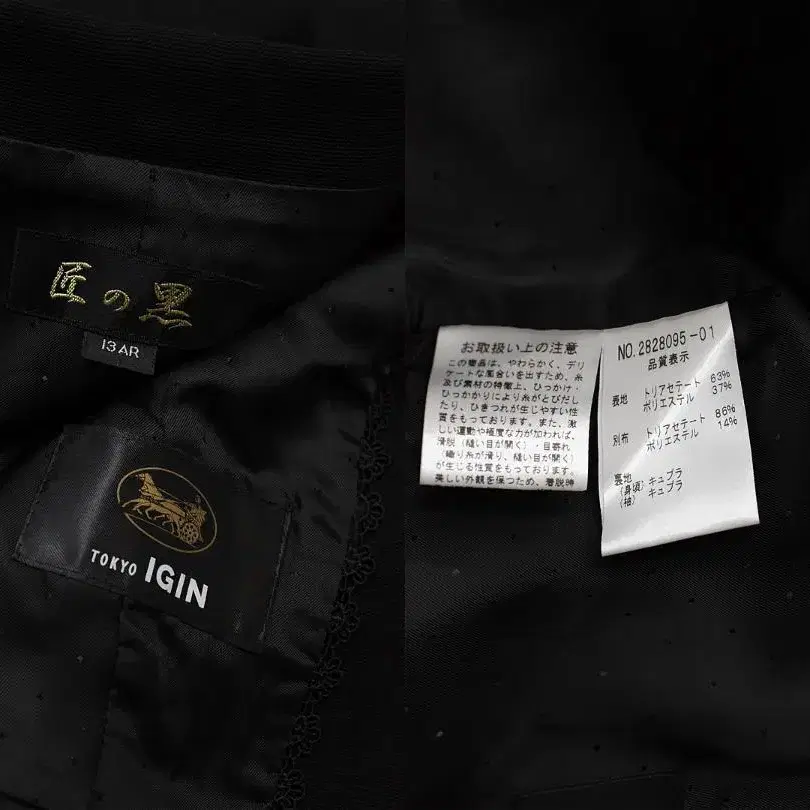 匠の黒
13AR
TOKYO IGIN
お取扱い上の注意
この商品は、やわらかく、デリ
ケートな風合いを出すため、糸
及び素材の特徴上、ひっかけ・
ひっかかりにより糸がとびだし
たり、ひきつれが生じやすい性
質をもっております。また、激
しい運動や極度な力が加われば、
滑脱(縫い目が開く)・目寄れ
(織り糸が滑り、縫い目が開く)
が生じる性質をもっております。
美しい外観を保つため、着脱時
NO.2828095-01
品質表示
表地 トリアセテート 63%
ポリエステル 37%
別布 トリアセテート 86%
ポリエステル 14%
裏地
(身頃) キュプラ
(袖) キュプラ